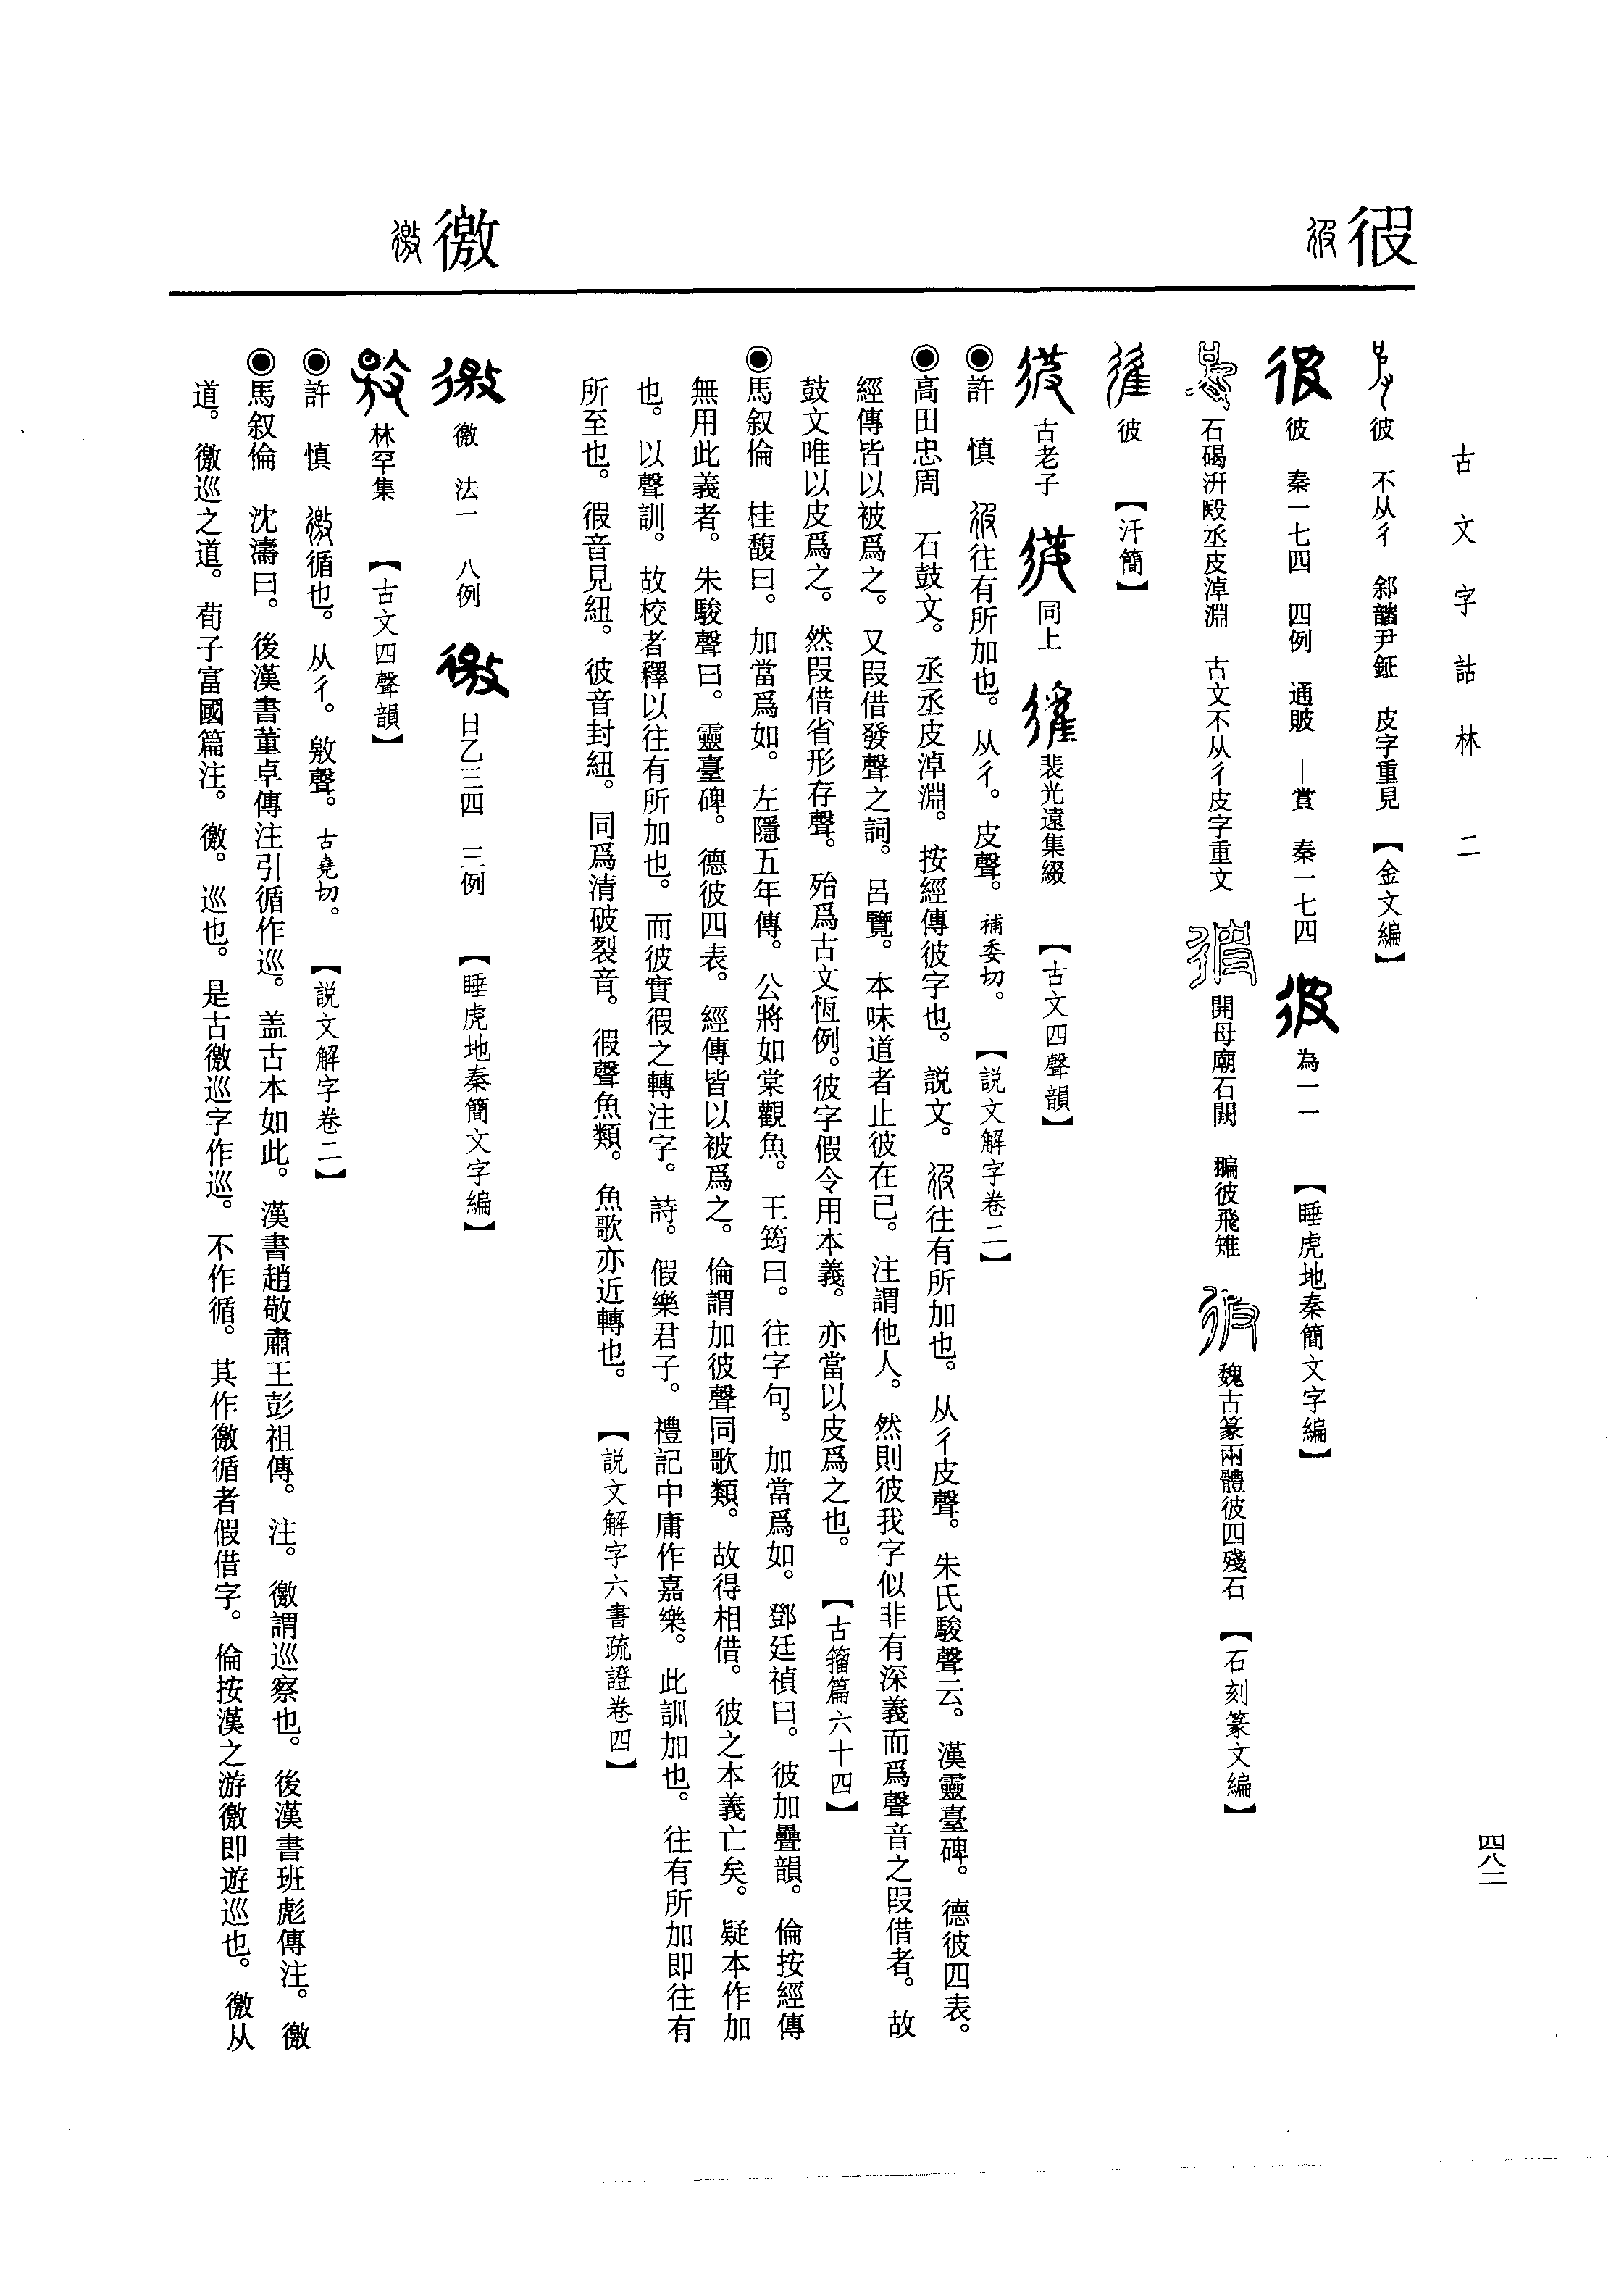 古文字詁林 二
四八二
彼
彼 不从彳 䣄𬤇尹鉦 皮字重見 【金文編】
彼 秦一七四 四例 通貱 —賞 秦一七四 為一一 【睡虎地秦簡文字編】
石碣汧殹丞皮淖淵 古文不从彳皮字重文 開母廟石闕 翩彼飛雉 魏古篆兩體彼四殘石 【石刻篆文編】
彼 【汗簡】
古老子 同上 裴光遠集綴 【古文四聲韻】
◉許 慎 彼往有所加也。从彳。皮聲。補委切。 【説文解字卷二】
◉高田忠周 石鼓文。丞丞皮淖淵。按經傳彼字也。説文。彼往有所加也。从彳皮聲。朱氏駿聲云。漢靈臺碑。德彼四表。
經傳皆以被爲之。又叚借發聲之詞。呂覽。本味道者止彼在己。注謂他人。然則彼我字似非有深義而爲聲音之叚借者。故
鼓文唯以皮爲之。然叚借省形存聲。殆爲古文恆例。彼字假令用本義。亦當以皮爲之也。 【古籀篇六十四】
◉馬叙倫 桂馥曰。加當爲如。左隱五年傳。公將如棠觀魚。王筠曰。往字句。加當爲如。鄧廷禎曰。彼加疊韻。倫按經傳
無用此義者。朱駿聲曰。靈臺碑。德彼四表。經傳皆以被爲之。倫謂加彼聲同歌類。故得相借。彼之本義亡矣。疑本作加
也。以聲訓。故校者釋以往有所加也。而彼實徦之轉注字。詩。假樂君子。禮記中庸作嘉樂。此訓加也。往有所加即往有
所至也。徦音見紐。彼音封紐。同爲清破裂音。徦聲魚類。魚歌亦近轉也。 【説文解字六書疏證卷四】
徼
徼 法一 八例 日乙三四 三例 【睡虎地秦簡文字編】
林罕集 【古文四聲韻】
◉許 慎 徼循也。从彳。敫聲。古堯切。 【説文解字卷二】
◉馬叙倫 沈濤曰。後漢書董卓傳注引循作巡。盖古本如此。漢書趙敬肅王彭祖傳。注。徼謂巡察也。後漢書班彪傳注。徼
道。徼巡之道。荀子富國篇注。徼。巡也。是古徼巡字作巡。不作循。其作徼循者假借字。倫按漢之游徼即遊巡也。徼从